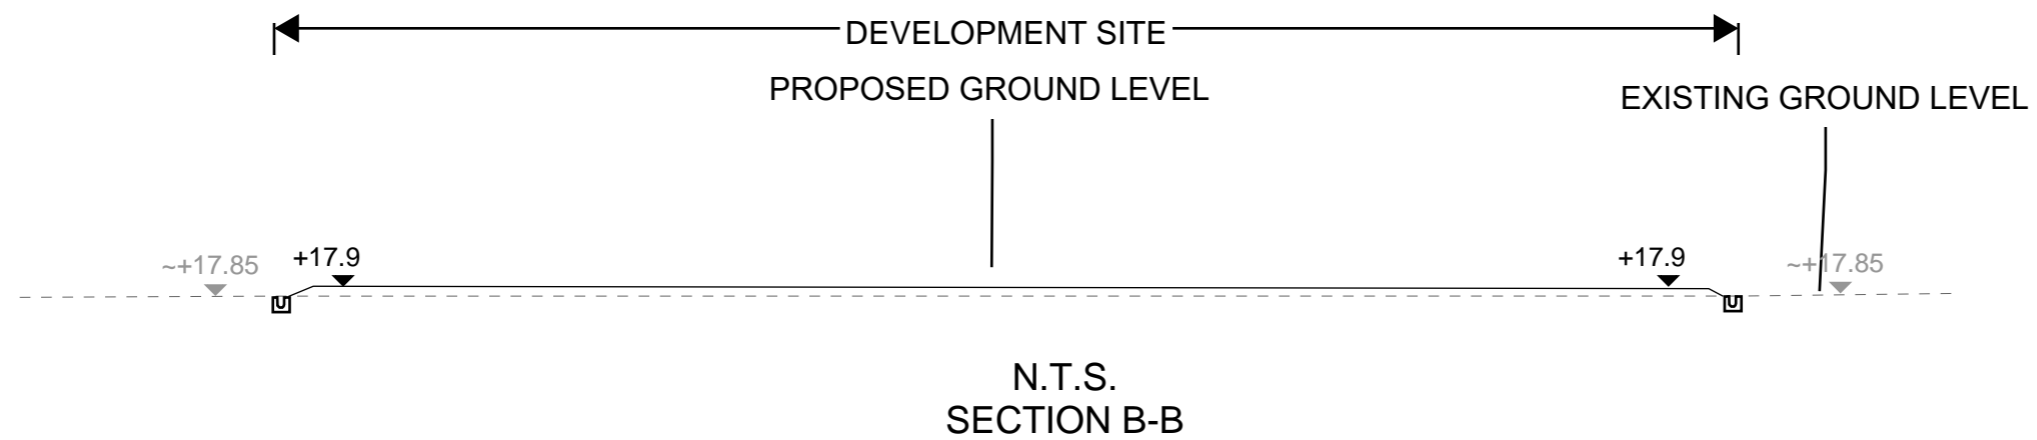 DEVELOPMENT SITE
PROPOSED GROUND LEVEL
EXISTING GROUND LEVEL
~+17.85
+17.9
+17.9
~+17.85
N.T.S.
SECTION B-B